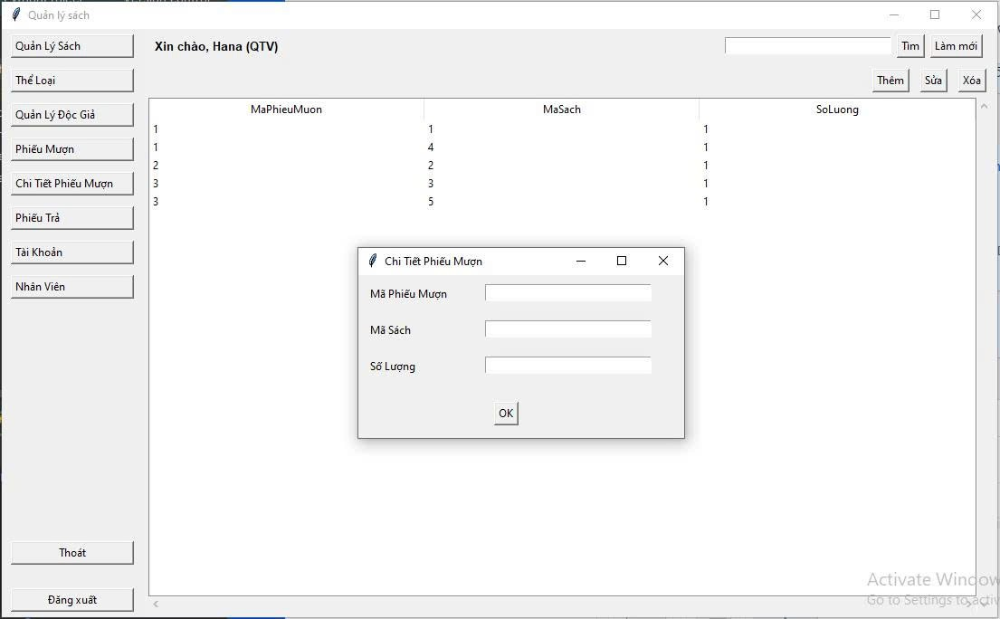 Quản lý sách
Quản Lý Sách
Xin chào, Hana (QTV)
Tìm
Làm mới
Thể Loại
Thêm
Sửa
Xóa
Quản Lý Độc Giả
Phiếu Mượn
Chi Tiết Phiếu Mượn
Phiếu Trả
Tài Khoản
Nhân Viên
Thoát
Đăng xuất
MaPhieuMuon MaSach SoLuong
1 1 1
1 4 1
2 2 1
3 3 1
3 5 1
Chi Tiết Phiếu Mượn
Mã Phiếu Mượn
Mã Sách
Số Lượng
OK
Activate Window
Go to Settings to activ